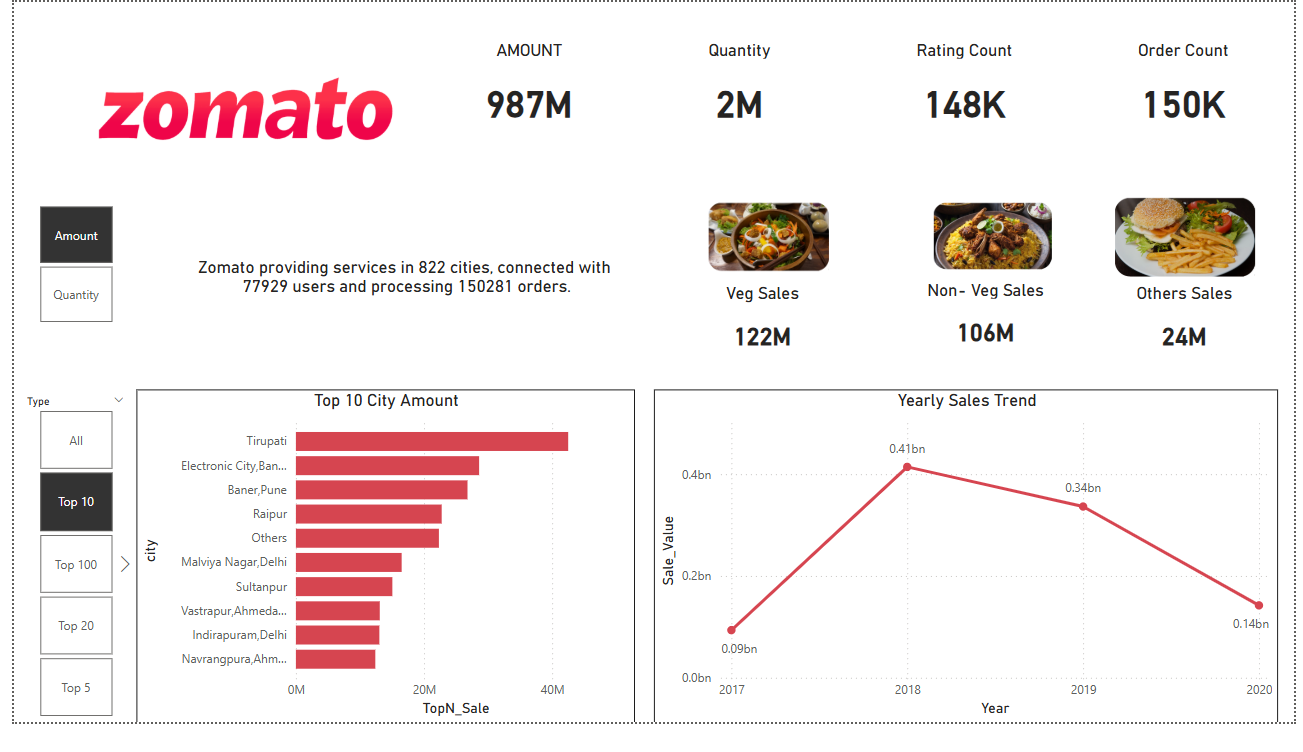 zomato
AMOUNT
987M
Quantity
2M
Rating Count
148K
Order Count
150K
Amount
Quantity
Zomato providing services in 822 cities, connected with
77929 users and processing 150281 orders.
Veg Sales
122M
Non- Veg Sales
106M
Others Sales
24M
Type
All
Top 10
Top 100
Top 20
Top 5
Top 10 City Amount
city
Tirupati
Electronic City,Ban...
Baner,Pune
Raipur
Others
Malviya Nagar,Delhi
Sultanpur
Vastrapur,Ahmeda...
Indirapuram,Delhi
Navrangpura,Ahm...
0M 20M 40M
TopN_Sale
Yearly Sales Trend
Sale_Value
0.4bn
0.2bn
0.0bn
0.09bn
0.41bn
0.34bn
0.14bn
2017 2018 2019 2020
Year